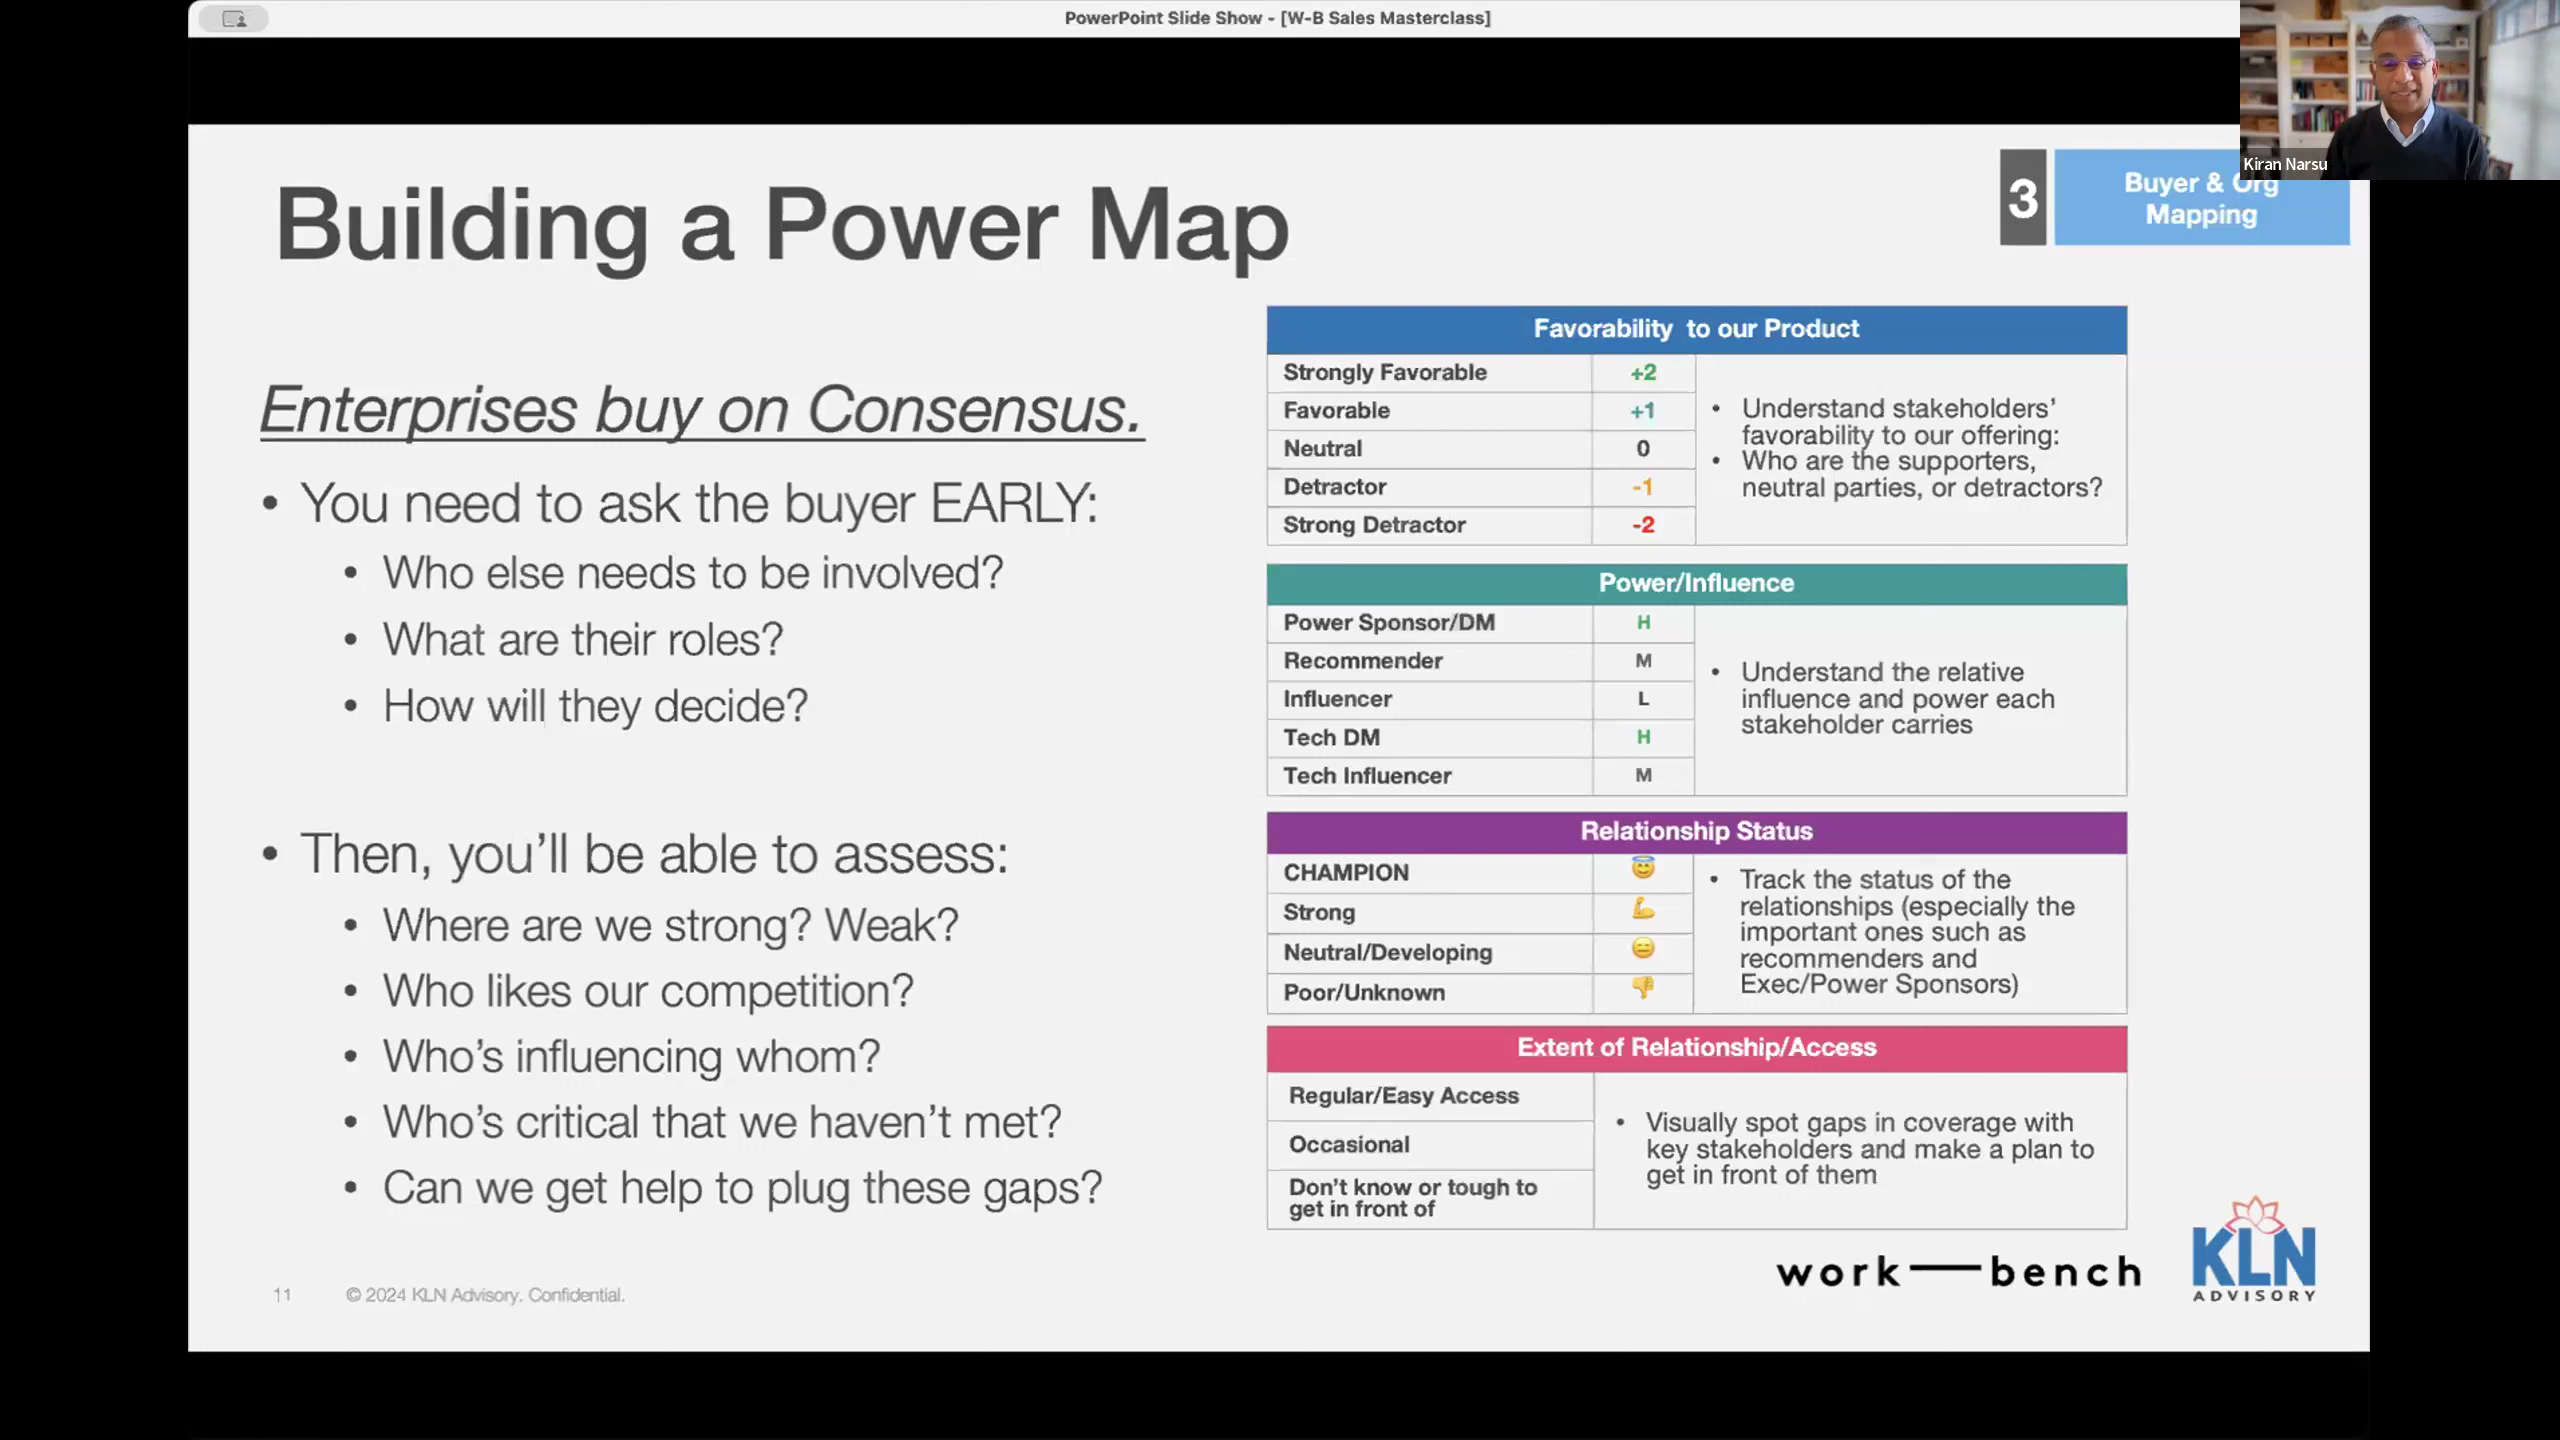 PowerPoint Slide Show - [W-B Sales Masterclass]
Kiran Narsu
Building a Power Map
3
Buyer & Org
Mapping
Enterprises buy on Consensus.
• You need to ask the buyer EARLY:
• Who else needs to be involved?
• What are their roles?
• How will they decide?
• Then, you’ll be able to assess:
• Where are we strong? Weak?
• Who likes our competition?
• Who’s influencing whom?
• Who’s critical that we haven’t met?
• Can we get help to plug these gaps?
Favorability to our Product
Strongly Favorable +2
Favorable +1
Neutral 0
Detractor -1
Strong Detractor -2
• Understand stakeholders’
favorability to our offering:
• Who are the supporters,
neutral parties, or detractors?
Power/Influence
Power Sponsor/DM H
Recommender M
Influencer L
Tech DM H
Tech Influencer M
• Understand the relative
influence and power each
stakeholder carries
Relationship Status
CHAMPION 😇
Strong 💪
Neutral/Developing 😑
Poor/Unknown 👎
• Track the status of the
relationships (especially the
important ones such as
recommenders and
Exec/Power Sponsors)
Extent of Relationship/Access
Regular/Easy Access
Occasional
Don’t know or tough to
get in front of
• Visually spot gaps in coverage with
key stakeholders and make a plan to
get in front of them
work—bench
KLN
ADVISORY
11
© 2024 KLN Advisory. Confidential.